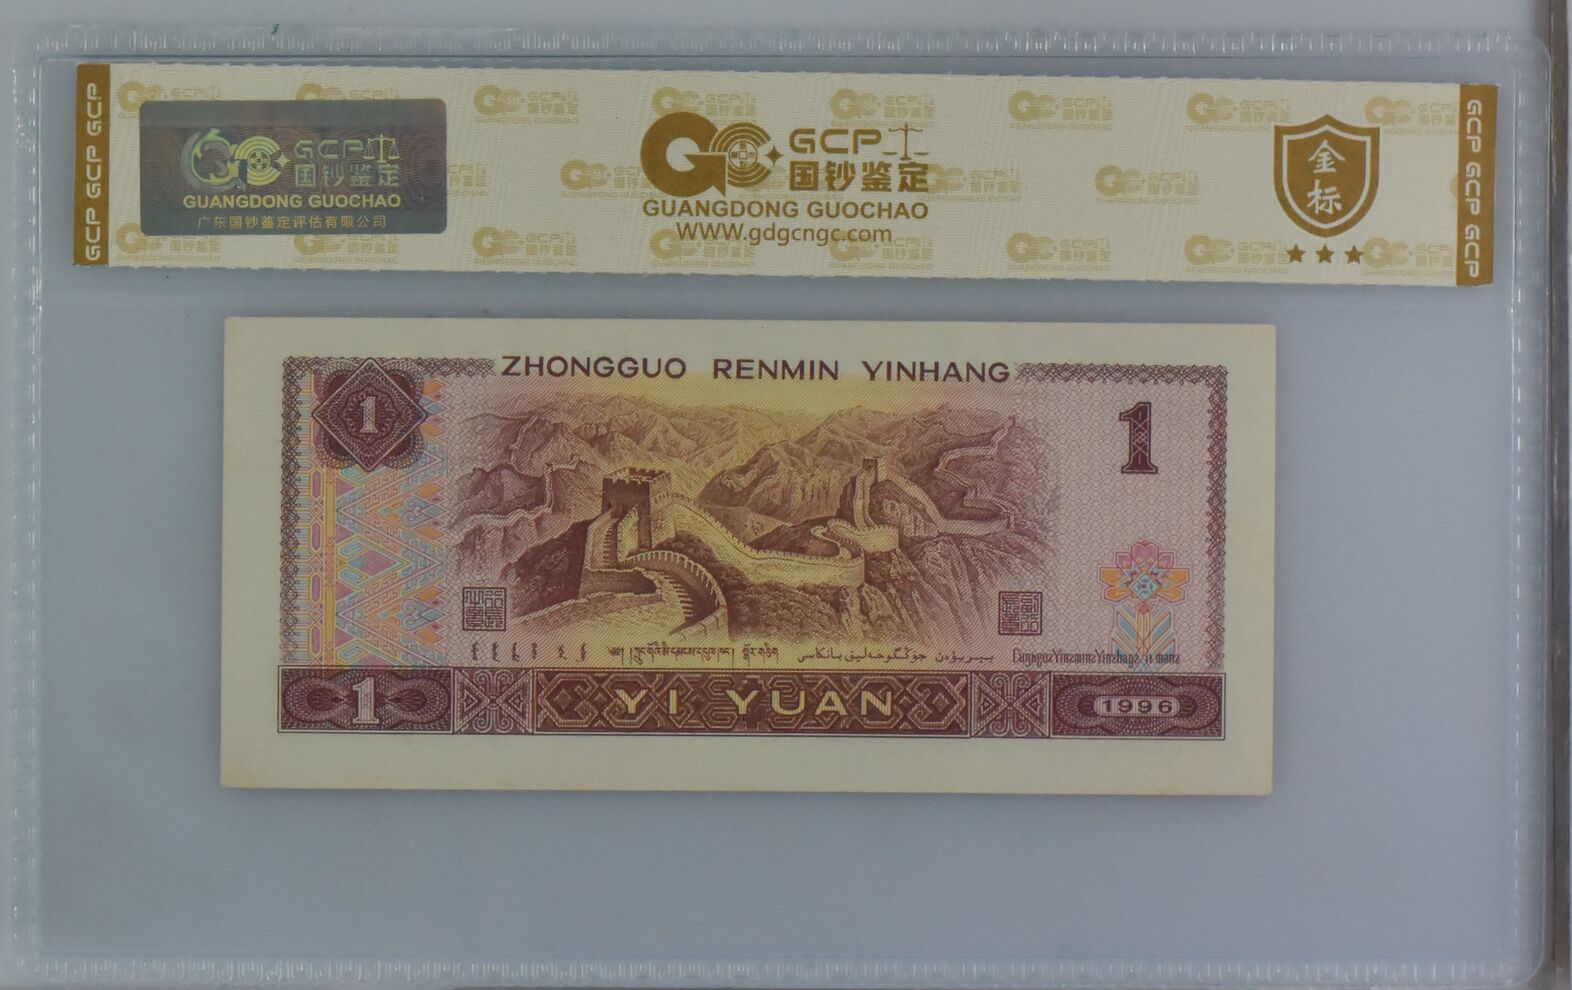 GCP GCP GCP
GCP
国钞鉴定
GUANGDONG GUOCHAO
广东国钞鉴定评估有限公司
GCP
国钞鉴定
GUANGDONG GUOCHAO
WWW.gdgcngc.com
金标
GCP GCP GCP
ZHONGGUO RENMIN YINHANG
1
1
1
YI YUAN
1996